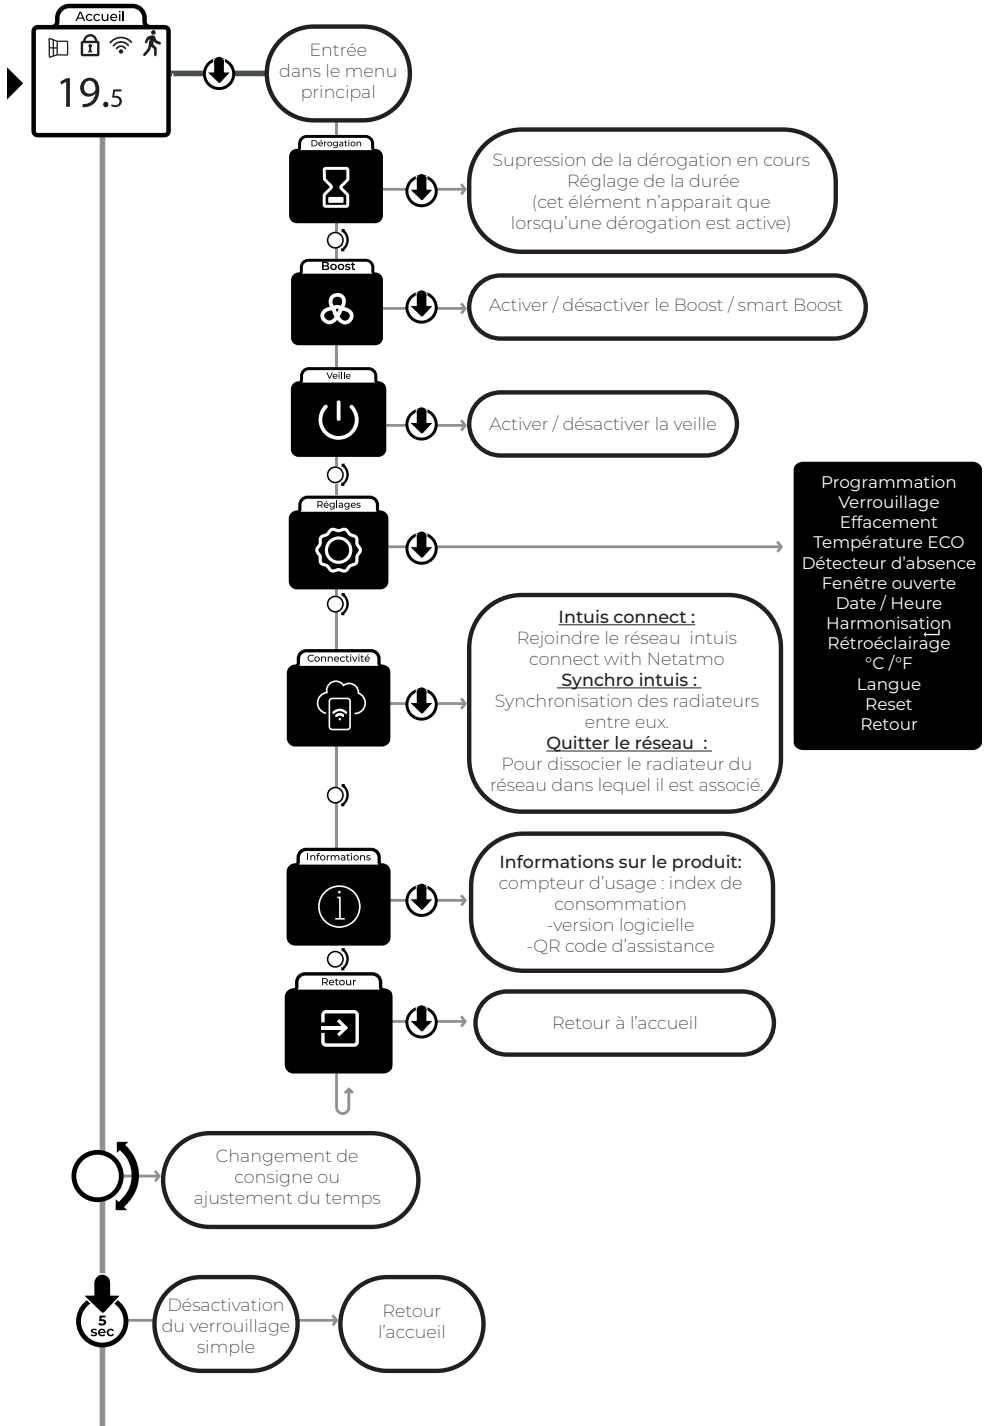 Accueil
19.5
Entrée
dans le menu
principal
Dérogation
Supression de la dérogation en cours
Réglage de la durée
(cet élément n'apparait que
lorsqu'une dérogation est active)
Boost
Activer / désactiver le Boost / smart Boost
Veille
Activer / désactiver la veille
Réglages
Programmation
Verrouillage
Effacement
Température ECO
Détecteur d'absence
Fenêtre ouverte
Date / Heure
Harmonisation
Rétroéclairage
°C /°F
Langue
Reset
Retour
Connectivité
Intuis connect :
Rejoindre le réseau intuis
connect with Netatmo
Synchro intuis :
Synchronisation des radiateurs
entre eux.
Quitter le réseau :
Pour dissocier le radiateur du
réseau dans lequel il est associé.
Informations
Informations sur le produit:
compteur d'usage : index de
consommation
-version logicielle
-QR code d'assistance
Retour
Retour à l'accueil
Changement de
consigne ou
ajustement du temps
5
sec
Désactivation
du verrouillage
simple
Retour
l'accueil